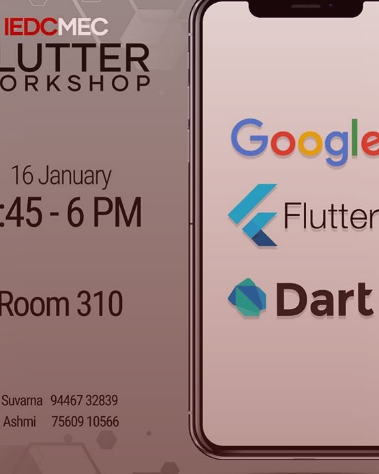 IEDCMEC
LUTTER
ORKSHOP
16 January
:45 - 6 PM
Room 310
Suvarna 94467 32839
Ashmi 75609 10566
Google
Flutter
Dart